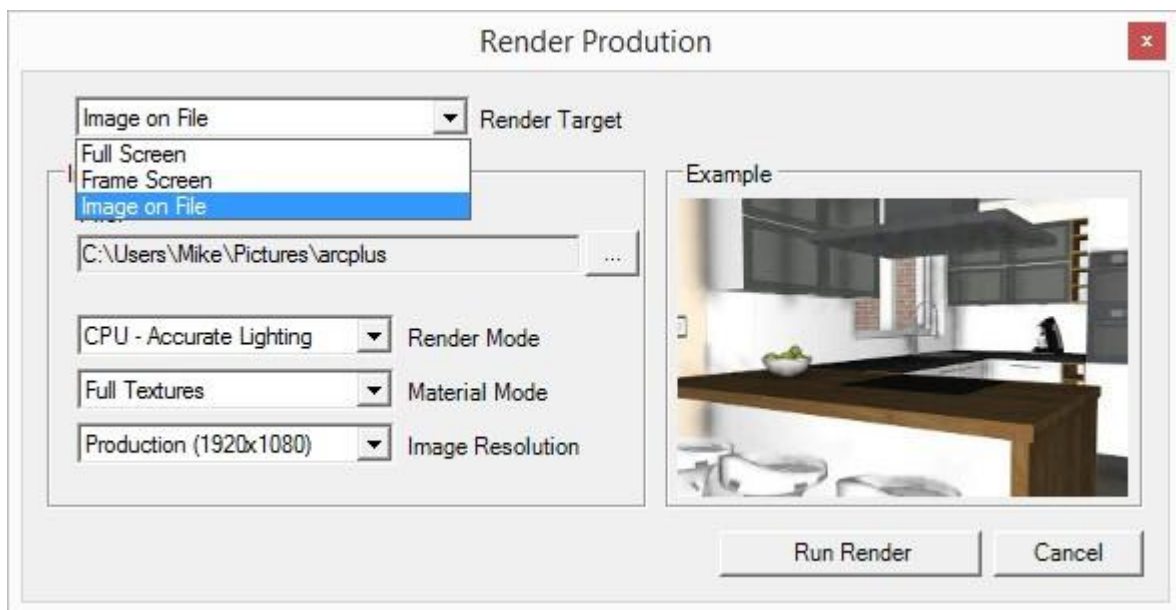 Render Prodution
x
Image on File
Render Target
Full Screen
Frame Screen
Image on File
Example
C:\Users\Mike\Pictures\arcplus
...
CPU - Accurate Lighting
Render Mode
Full Textures
Material Mode
Production (1920x1080)
Image Resolution
Run Render
Cancel